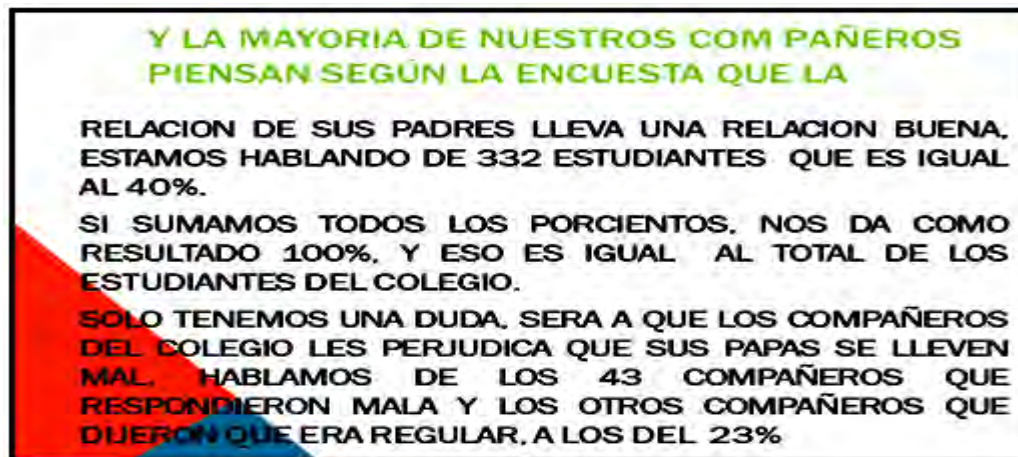 Y LA MAYORIA DE NUESTROS COM PAÑEROS
PIENSAN SEGÚN LA ENCUESTA QUE LA
RELACION DE SUS PADRES LLEVA UNA RELACION BUENA,
ESTAMOS HABLANDO DE 332 ESTUDIANTES QUE ES IGUAL
AL 40%.
SI SUMAMOS TODOS LOS PORCIENTOS, NOS DA COMO
RESULTADO 100%, Y ESO ES IGUAL AL TOTAL DE LOS
ESTUDIANTES DEL COLEGIO.
SOLO TENEMOS UNA DUDA, SERA A QUE LOS COMPAÑEROS
DEL COLEGIO LES PERJUDICA QUE SUS PAPAS SE LLEVEN
MAL, HABLAMOS DE LOS 43 COMPAÑEROS QUE
RESPONDIERON MALA Y LOS OTROS COMPAÑEROS QUE
DIJERON QUE ERA REGULAR, A LOS DEL 23%